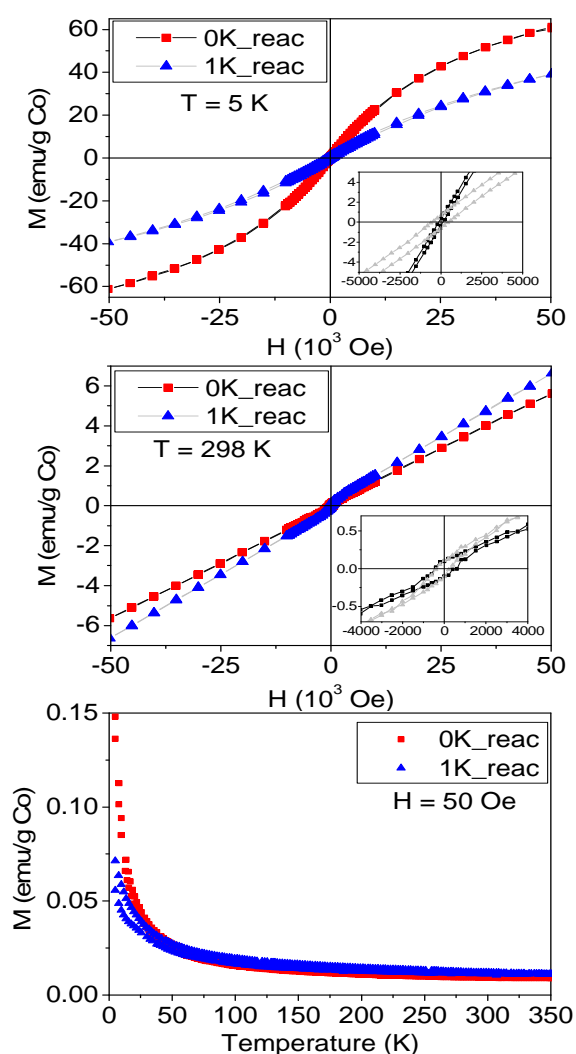 60
40
20
0
-20
-40
-60
M (emu/g Co)
0K_reac
1K_reac
T = 5 K
4
2
0
-2
-4
-5000 -2500 0 2500 5000
-50 -25 0 25 50
H (10³ Oe)
6
4
2
0
-2
-4
-6
M (emu/g Co)
0K_reac
1K_reac
T = 298 K
0.5
0.0
-0.5
-4000 -2000 0 2000 4000
-50 -25 0 25 50
H (10³ Oe)
0.15
0.10
0.05
0.00
M (emu/g Co)
0K_reac
1K_reac
H = 50 Oe
0 50 100 150 200 250 300 350
Temperature (K)